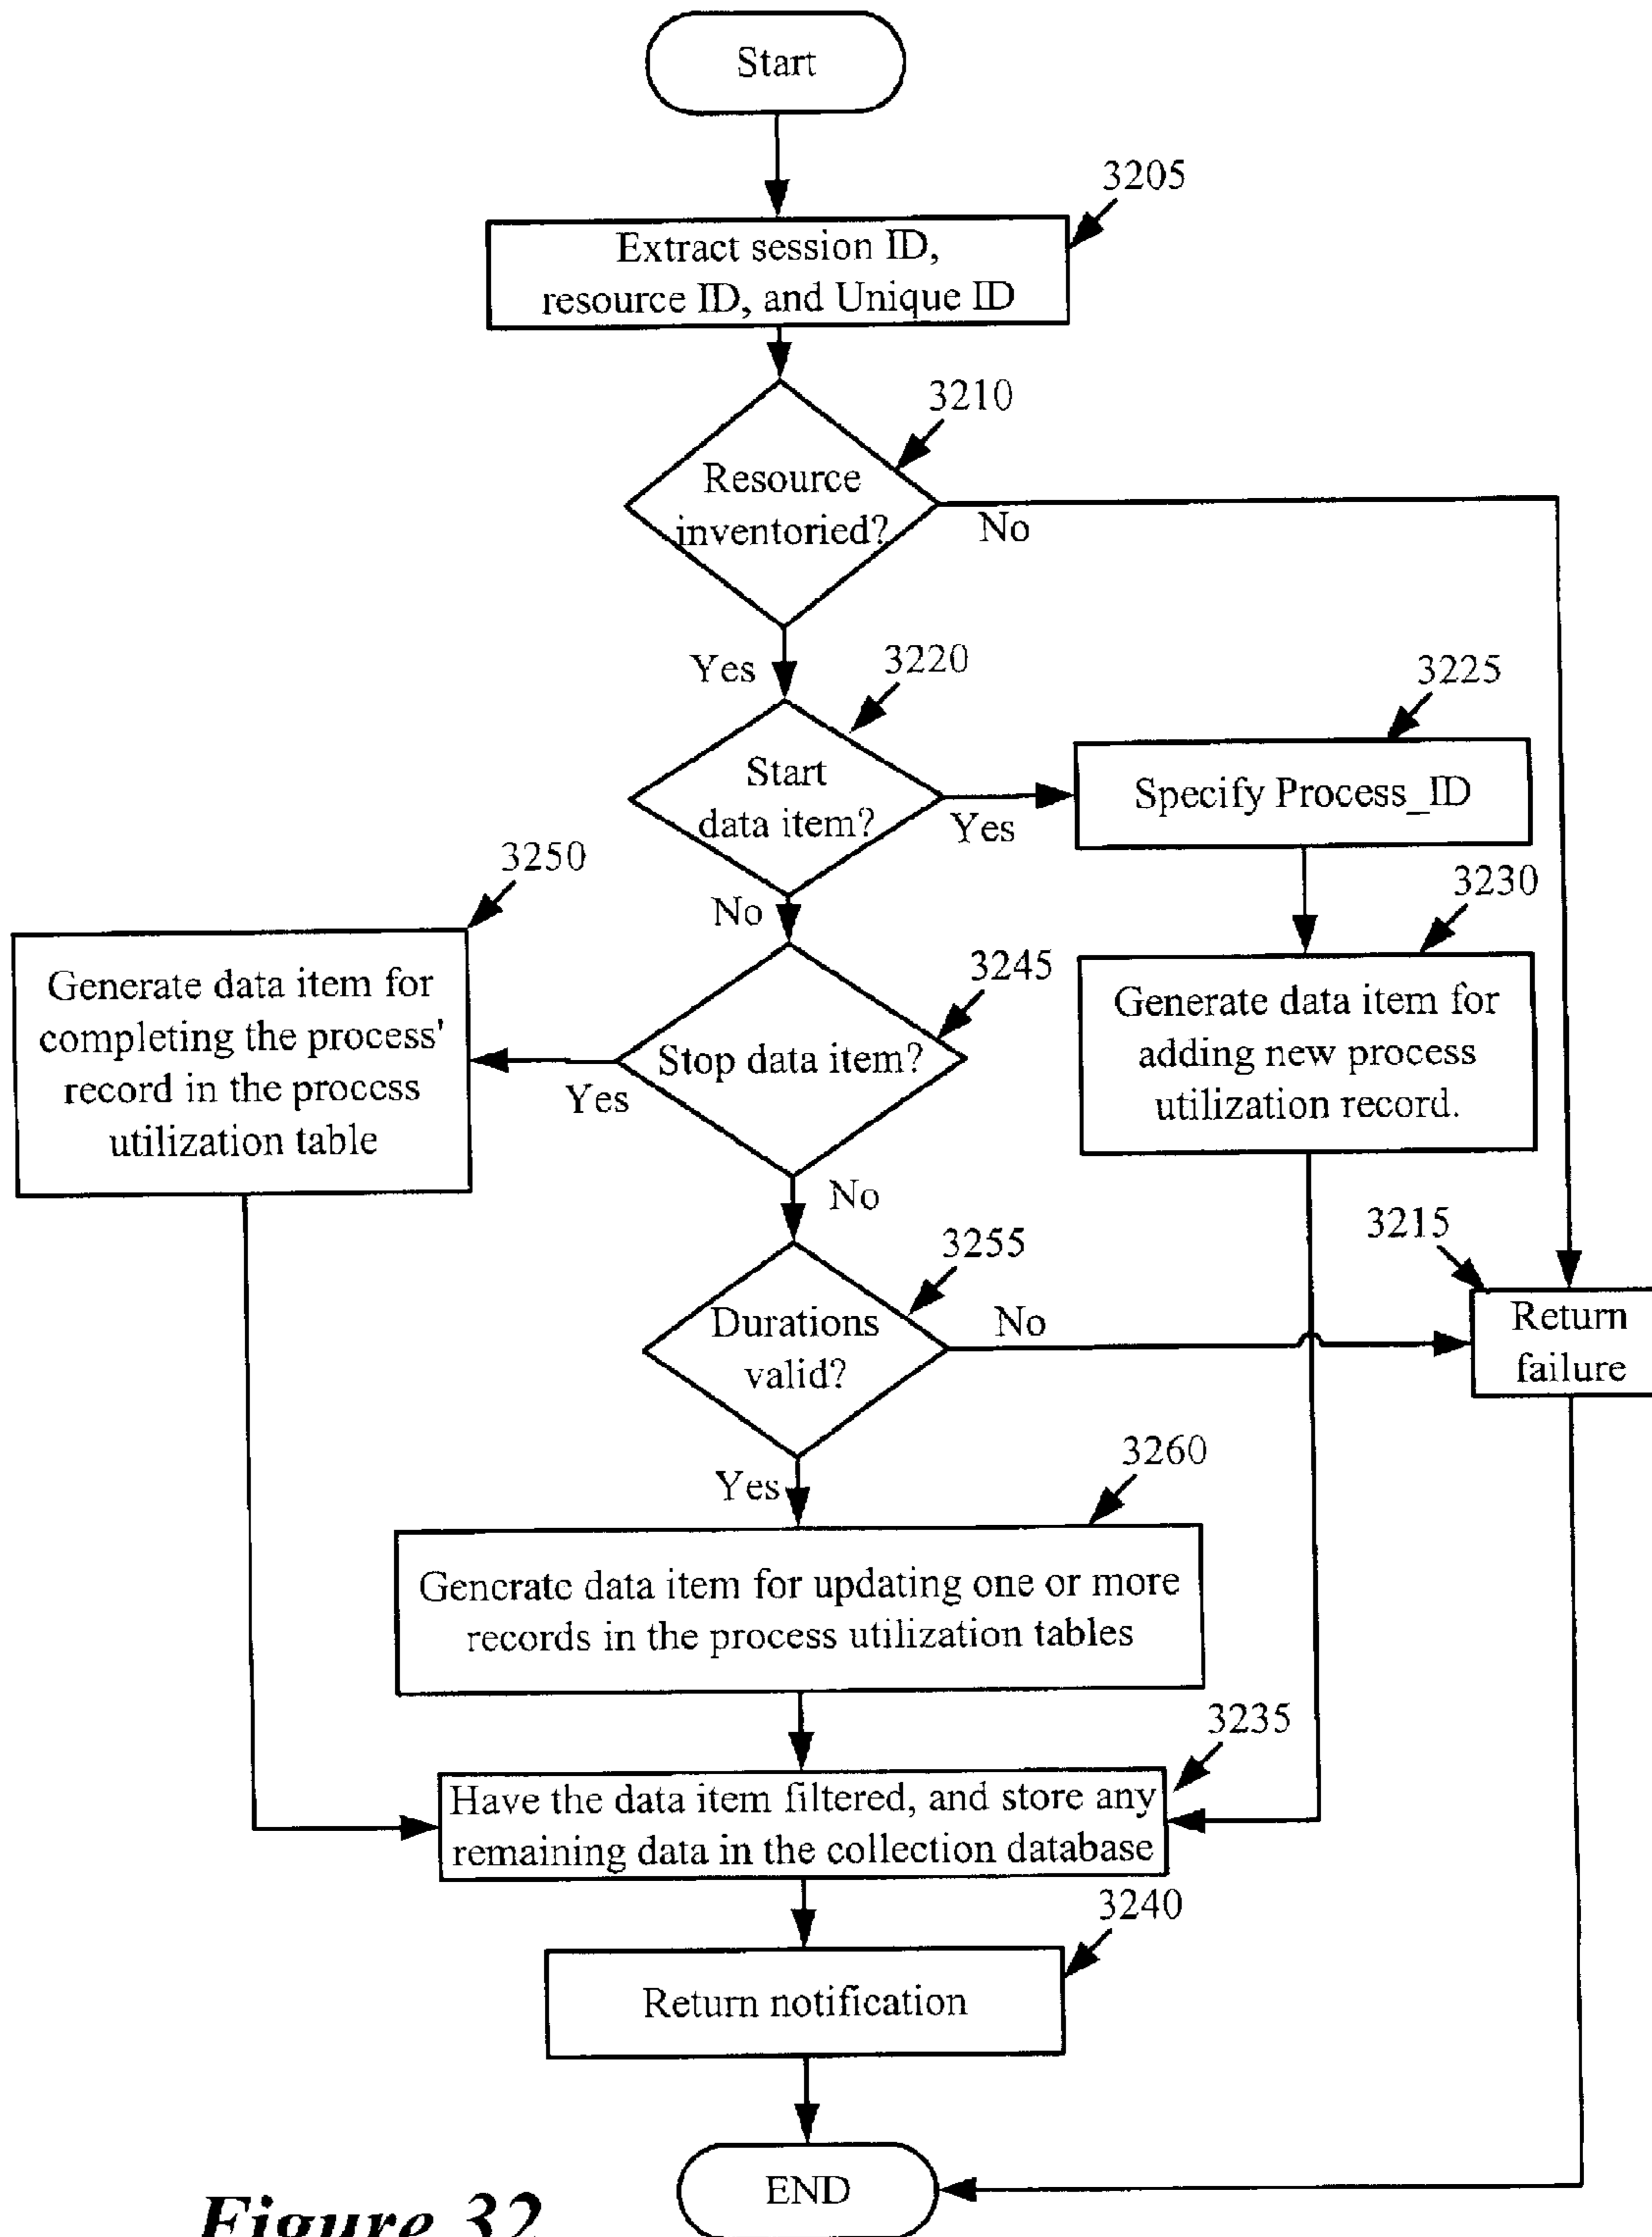 Start
3205
Extract session ID,
resource ID, and Unique ID
3210
Resource
inventoried?
No
Yes
3220
3225
Start
data item?
Yes
Specify Process_ID
3250
No
3230
Generate data item for
completing the process'
record in the process
utilization table
3245
Stop data item?
Yes
Generate data item for
adding new process
utilization record.
No
3215
3255
Durations
valid?
No
Return
failure
3260
Yes
Generate data item for updating one or more
records in the process utilization tables
3235
Have the data item filtered, and store any
remaining data in the collection database
3240
Return notification
END
Figure 32